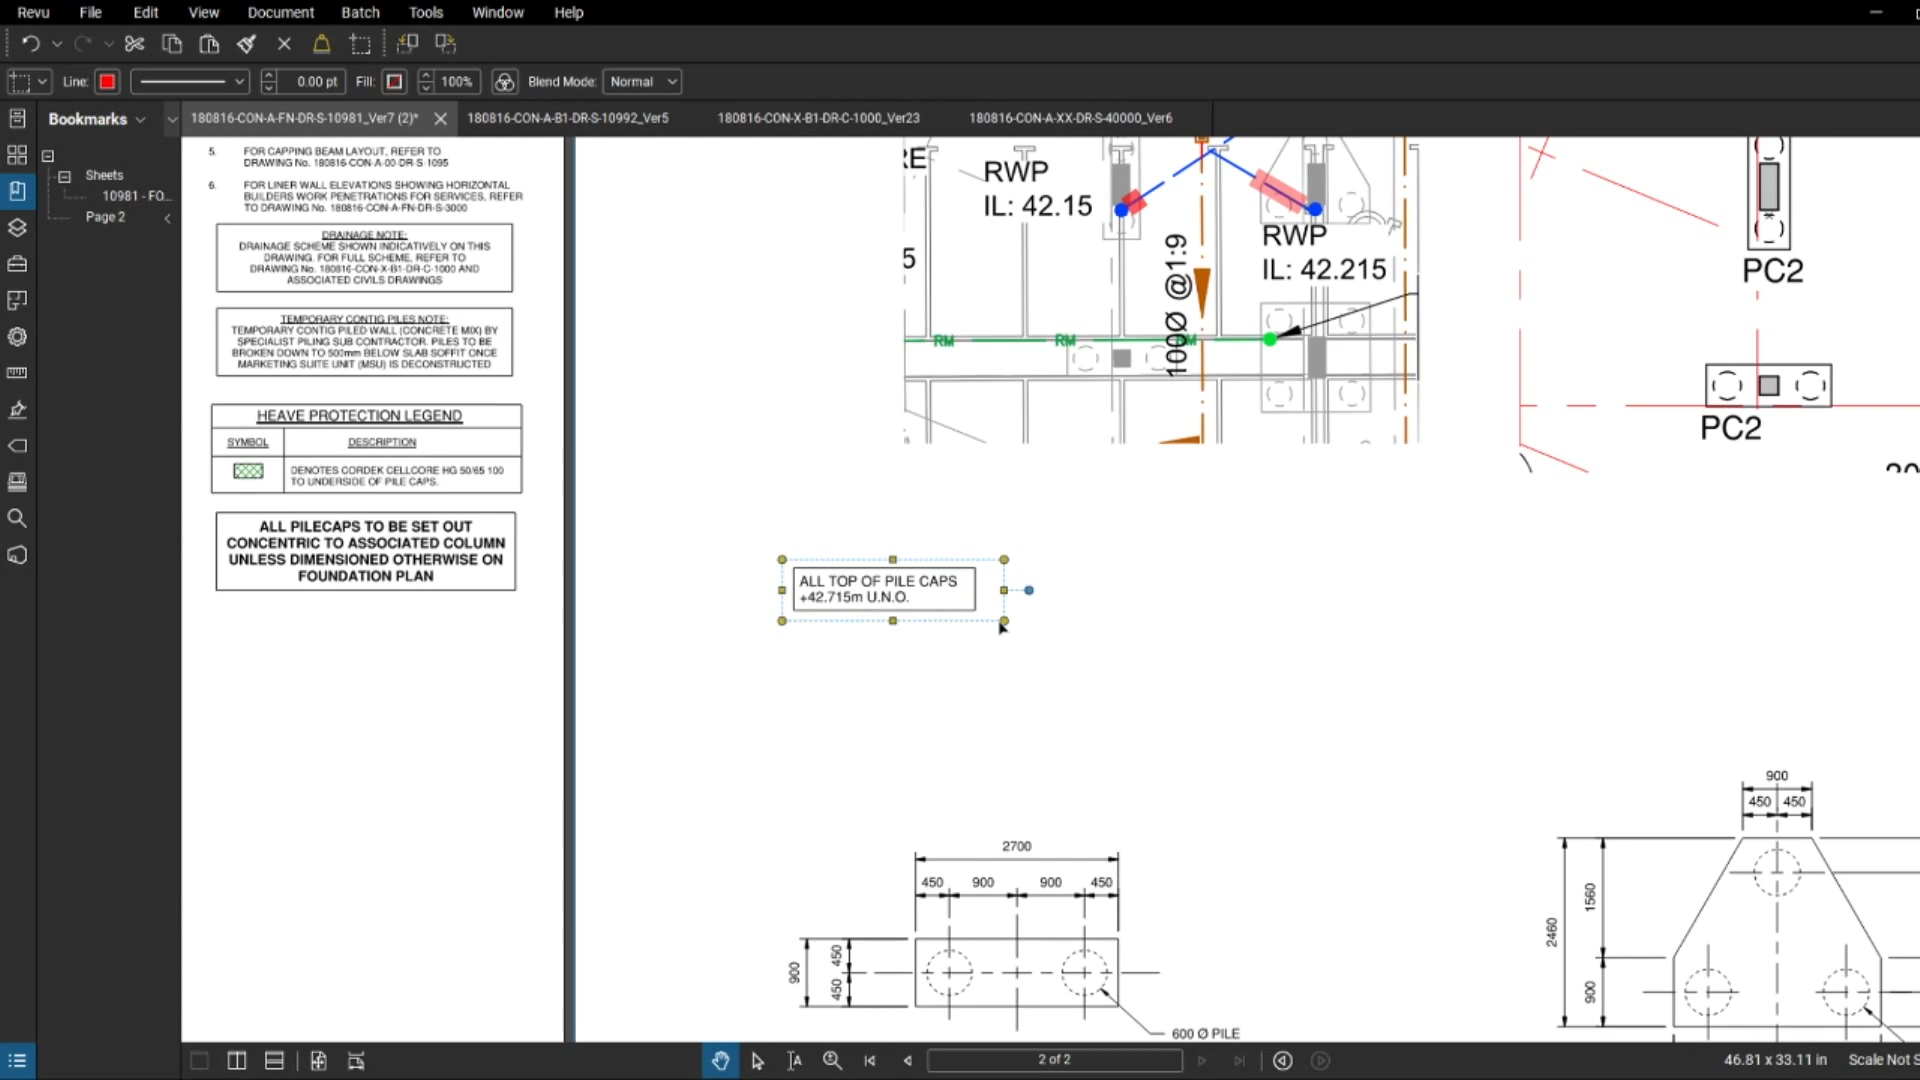 Revu File Edit View Document Batch Tools Window Help
Line: 0.00 pt Fill: 100% Blend Mode: Normal
Bookmarks
180816-CON-A-FN-DR-S-10981_Ver7 (2)*
180816-CON-A-B1-DR-S-10992_Ver5
180816-CON-X-B1-DR-C-1000_Ver23
180816-CON-A-XX-DR-S-40000_Ver6
Sheets
10981 - FO...
Page 2
5. FOR CAPPING BEAM LAYOUT, REFER TO
DRAWING No. 180816-CON-A-00-DR-S-1095
6. FOR LINER WALL ELEVATIONS SHOWING HORIZONTAL
BUILDERS WORK PENETRATIONS FOR SERVICES, REFER
TO DRAWING No. 180816-CON-A-FN-DR-S-3000
DRAINAGE NOTE:
DRAINAGE SCHEME SHOWN INDICATIVELY ON THIS
DRAWING. FOR FULL SCHEME, REFER TO
DRAWING No. 180816-CON-X-B1-DR-C-1000 AND
ASSOCIATED CIVILS DRAWINGS
TEMPORARY CONTIG PILES NOTE:
TEMPORARY CONTIG PILED WALL (CONCRETE MIX) BY
SPECIALIST PILING SUB CONTRACTOR. PILES TO BE
BROKEN DOWN TO 500mm BELOW SLAB SOFFIT ONCE
MARKETING SUITE UNIT (MSU) IS DECONSTRUCTED
HEAVE PROTECTION LEGEND
SYMBOL DESCRIPTION
DENOTES CORDEK CELLCORE HG 50/65 100
TO UNDERSIDE OF PILE CAPS.
ALL PILECAPS TO BE SET OUT
CONCENTRIC TO ASSOCIATED COLUMN
UNLESS DIMENSIONED OTHERWISE ON
FOUNDATION PLAN
RE
RWP
IL: 42.15
5
RWP
IL: 42.215
100Ø @1:9
RM RM RM
PC2
PC2
ALL TOP OF PILE CAPS
+42.715m U.N.O.
2700
450 900 900 450
900
450
450
600 Ø PILE
900
450 450
2460
1560
900
2 of 2
46.81 x 33.11 in
Scale Not S